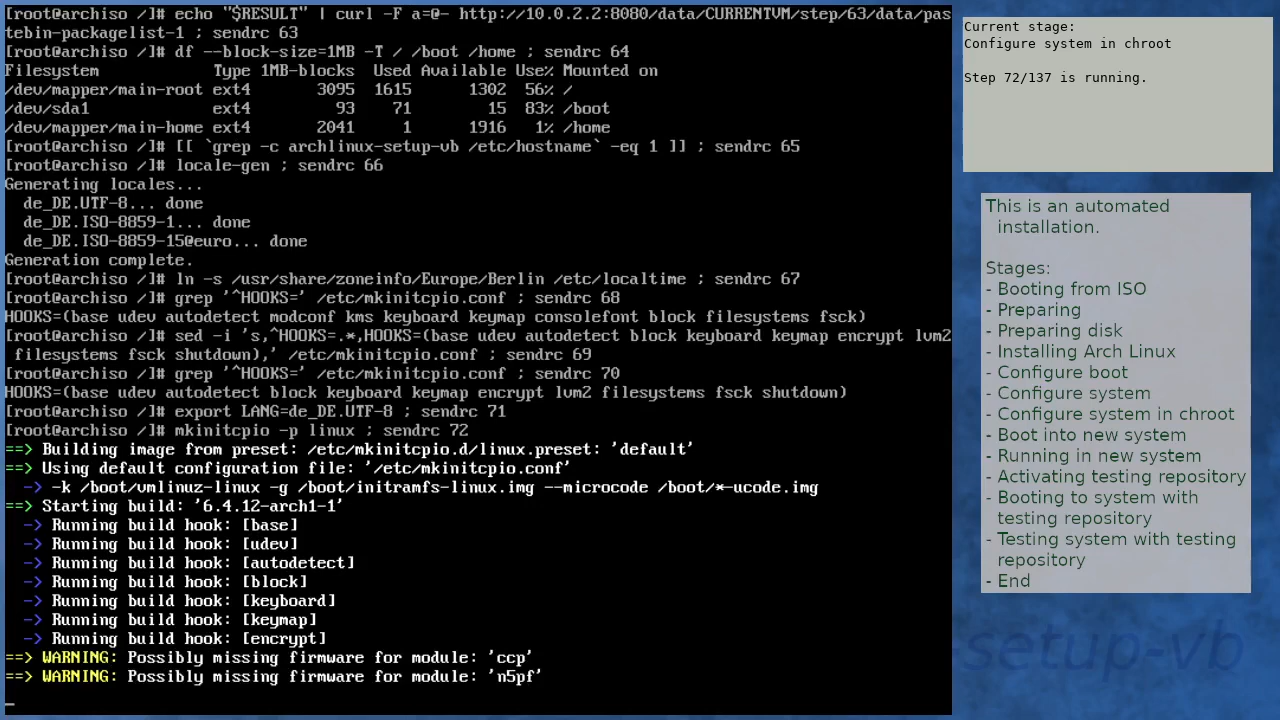 [root@archiso /]# echo "$RESULT" | curl -F a=@- http://10.0.2.2:8080/data/CURRENTVM/step/63/data/pas
tebin-packagelist-1 ; sendrc 63
[root@archiso /]# df --block-size=1MB -T / /boot /home ; sendrc 64
Filesystem            Type 1MB-blocks  Used Available Use% Mounted on
/dev/mapper/main-root ext4       3095  1615      1302  56% /
/dev/sda1             ext4         93    71        15  83% /boot
/dev/mapper/main-home ext4       2041     1      1916   1% /home
[root@archiso /]# [[ `grep -c archlinux-setup-vb /etc/hostname` -eq 1 ]] ; sendrc 65
[root@archiso /]# locale-gen ; sendrc 66
Generating locales...
  de_DE.UTF-8... done
  de_DE.ISO-8859-1... done
  de_DE.ISO-8859-15@euro... done
Generation complete.
[root@archiso /]# ln -s /usr/share/zoneinfo/Europe/Berlin /etc/localtime ; sendrc 67
[root@archiso /]# grep '^HOOKS=' /etc/mkinitcpio.conf ; sendrc 68
HOOKS=(base udev autodetect modconf kms keyboard keymap consolefont block filesystems fsck)
[root@archiso /]# sed -i 's,^HOOKS=.*,HOOKS=(base udev autodetect block keyboard keymap encrypt lvm2
 filesystems fsck shutdown),' /etc/mkinitcpio.conf ; sendrc 69
[root@archiso /]# grep '^HOOKS=' /etc/mkinitcpio.conf ; sendrc 70
HOOKS=(base udev autodetect block keyboard keymap encrypt lvm2 filesystems fsck shutdown)
[root@archiso /]# export LANG=de_DE.UTF-8 ; sendrc 71
[root@archiso /]# mkinitcpio -p linux ; sendrc 72
==> Building image from preset: /etc/mkinitcpio.d/linux.preset: 'default'
==> Using default configuration file: '/etc/mkinitcpio.conf'
  -> -k /boot/vmlinuz-linux -g /boot/initramfs-linux.img --microcode /boot/*-ucode.img
==> Starting build: '6.4.12-arch1-1'
  -> Running build hook: [base]
  -> Running build hook: [udev]
  -> Running build hook: [autodetect]
  -> Running build hook: [block]
  -> Running build hook: [keyboard]
  -> Running build hook: [keymap]
  -> Running build hook: [encrypt]
==> WARNING: Possibly missing firmware for module: 'ccp'
==> WARNING: Possibly missing firmware for module: 'n5pf'
_
Current stage:
Configure system in chroot
Step 72/137 is running.
This is an automated
installation.
Stages:
- Booting from ISO
- Preparing
- Preparing disk
- Installing Arch Linux
- Configure boot
- Configure system
- Configure system in chroot
- Boot into new system
- Running in new system
- Activating testing repository
- Booting to system with
testing repository
- Testing system with testing
repository
- End
-setup-vb